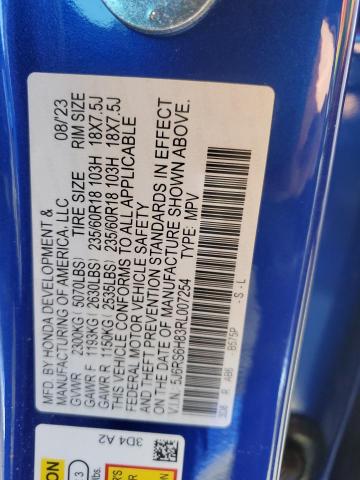 MFD. BY HONDA DEVELOPMENT & 08/23
MANUFACTURING OF AMERICA, LLC
TIRE SIZE RIM SIZE
GVWR 2300KG ( 5070LBS)
GAWR F 1193KG ( 2630LBS) 235/60R18 103H 18X7.5J
GAWR R 1150KG ( 2535LBS) 235/60R18 103H 18X7.5J
THIS VEHICLE CONFORMS TO ALL APPLICABLE
FEDERAL MOTOR VEHICLE SAFETY
AND THEFT PREVENTION STANDARDS IN EFFECT
ON THE DATE OF MANUFACTURE SHOWN ABOVE.
V.I.N. 5J6RS6H83RL007254 TYPE: MPV
R AB6 B575P - S - L
3D4 A2